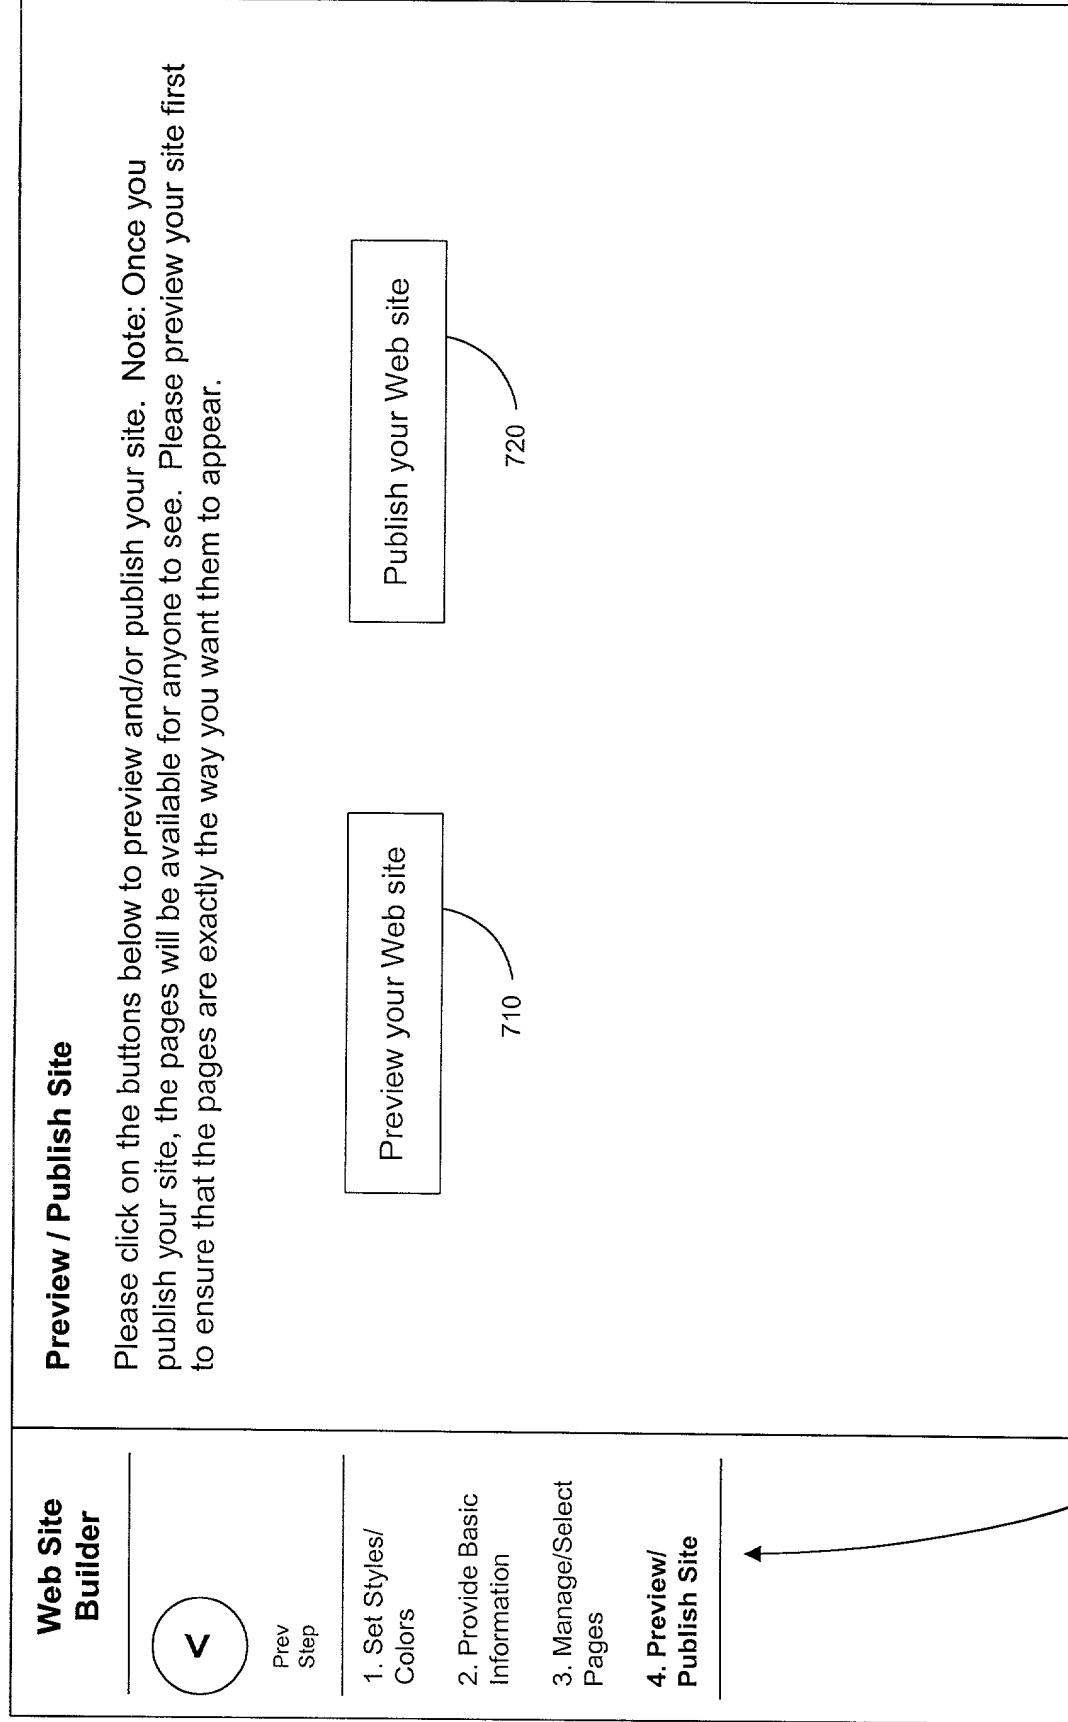 Web Site
Builder
<
Prev
Step
1. Set Styles/
Colors
2. Provide Basic
Information
3. Manage/Select
Pages
4. Preview/
Publish Site
Preview / Publish Site
Please click on the buttons below to preview and/or publish your site. Note: Once you
publish your site, the pages will be available for anyone to see. Please preview your site first
to ensure that the pages are exactly the way you want them to appear.
Preview your Web site
710
Publish your Web site
720